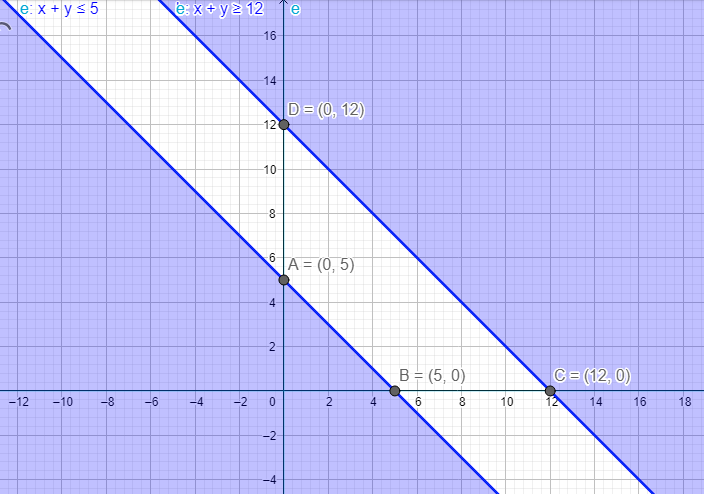 e: x + y ≤ 5
e: x + y ≥ 12
e
16
14
D = (0, 12)
12
10
8
6
A = (0, 5)
4
2
B = (5, 0)
C = (12, 0)
−12 −10 −8 −6 −4 −2 0 2 4 6 8 10 12 14 16 18
−2
−4